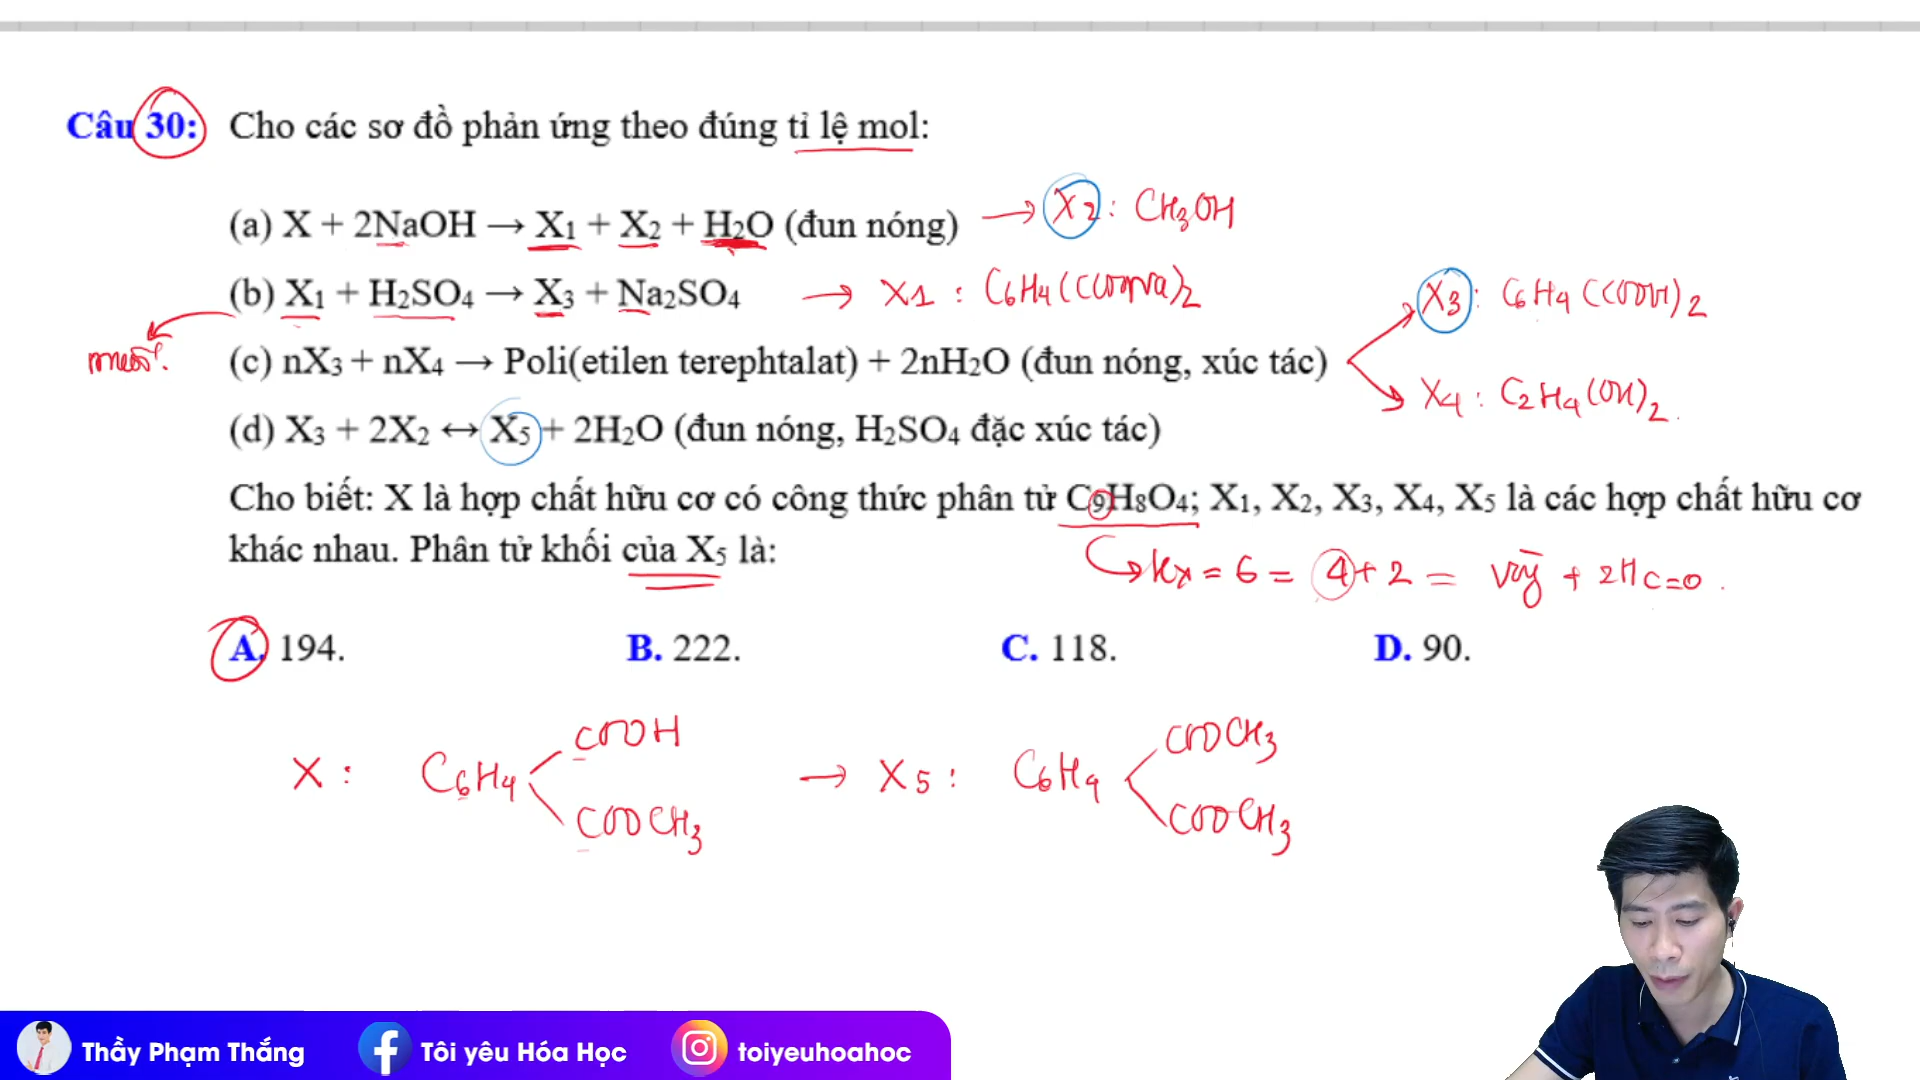 Câu 30: Cho các sơ đồ phản ứng theo đúng tỉ lệ mol:
(a) X + 2NaOH → X₁ + X₂ + H₂O (đun nóng) → X₂ : CH₃OH
(b) X₁ + H₂SO₄ → X₃ + Na₂SO₄ → X1 : C₆H₄(COONa)₂
X₃ : C₆H₄(COOH)₂
muối.
(c) nX₃ + nX₄ → Poli(etilen terephtalat) + 2nH₂O (đun nóng, xúc tác)
X₄ : C₂H₄(OH)₂.
(d) X₃ + 2X₂ ↔ X₅ + 2H₂O (đun nóng, H₂SO₄ đặc xúc tác)
Cho biết: X là hợp chất hữu cơ có công thức phân tử C₉H₈O₄; X₁, X₂, X₃, X₄, X₅ là các hợp chất hữu cơ
khác nhau. Phân tử khối của X₅ là:
kₓ = 6 = 4 + 2 = vòng + 2π C=O.
A. 194. B. 222. C. 118. D. 90.
X : C₆H₄ COOH COOCH₃ → X₅ : C₆H₄ COOCH₃ COOCH₃
Thầy Phạm Thắng Tôi yêu Hóa Học toiyeuhoahoc